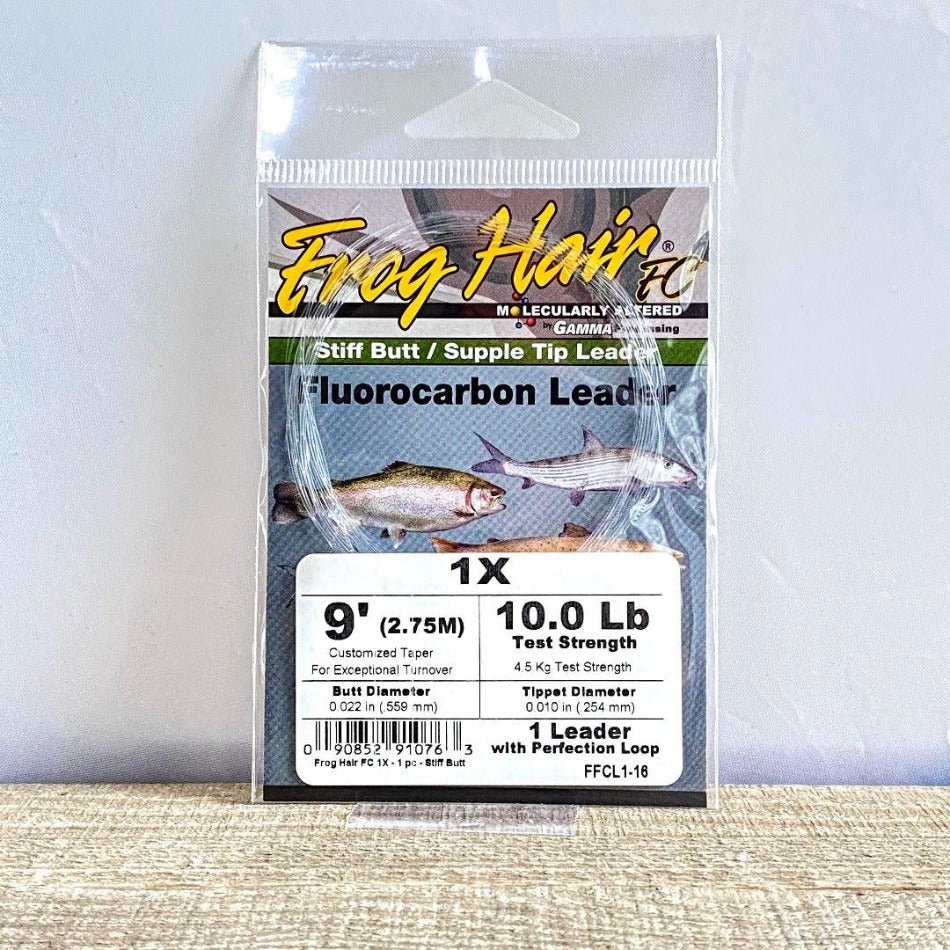 Frog Hair® FC
MOLECULARLY ALTERED
by GAMMA Processing
Stiff Butt / Supple Tip Leader
Fluorocarbon Leader
1X
9' (2.75M)
Customized Taper
For Exceptional Turnover
10.0 Lb
Test Strength
4.5 Kg Test Strength
Butt Diameter
0.022 in (.559 mm)
Tippet Diameter
0.010 in (.254 mm)
0 90852 91076 3
Frog Hair FC 1X - 1 pc - Stiff Butt
1 Leader
with Perfection Loop
FFCL1-16